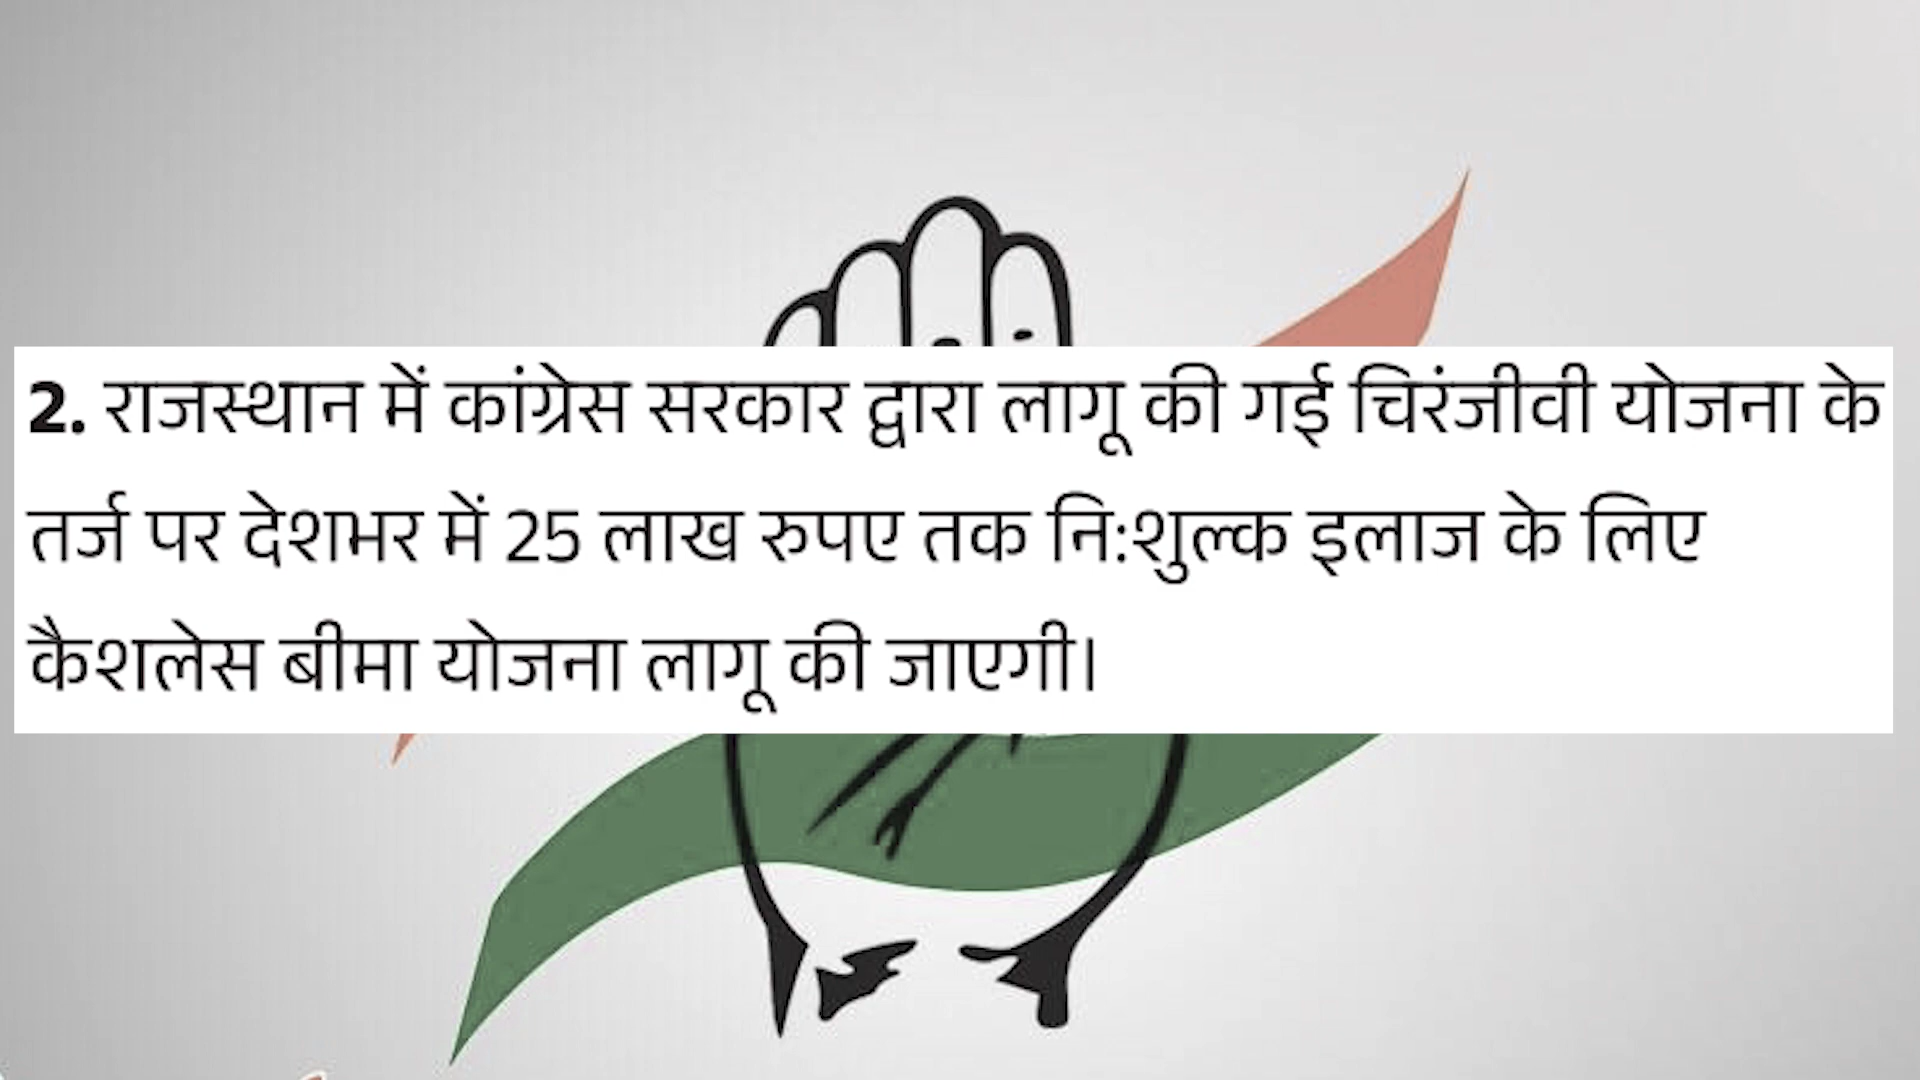 2. राजस्थान में कांग्रेस सरकार द्वारा लागू की गई चिरंजीवी योजना के
तर्ज पर देशभर में 25 लाख रुपए तक नि:शुल्क इलाज के लिए
कैशलेस बीमा योजना लागू की जाएगी।